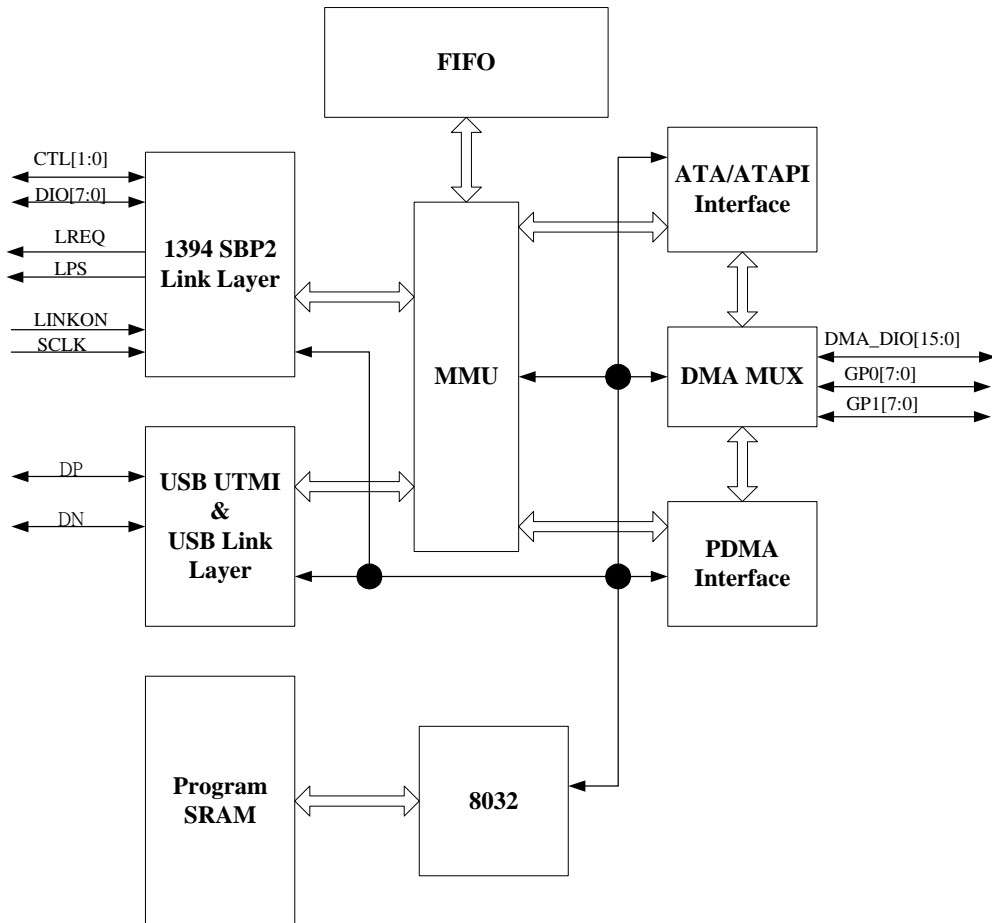 FIFO
CTL[1:0]
DIO[7:0]
LREQ
LPS
LINKON
SCLK
1394 SBP2
Link Layer
ATA/ATAPI
Interface
MMU
DMA MUX
DMA_DIO[15:0]
GP0[7:0]
GP1[7:0]
DP
DN
USB UTMI
&
USB Link
Layer
PDMA
Interface
Program
SRAM
8032